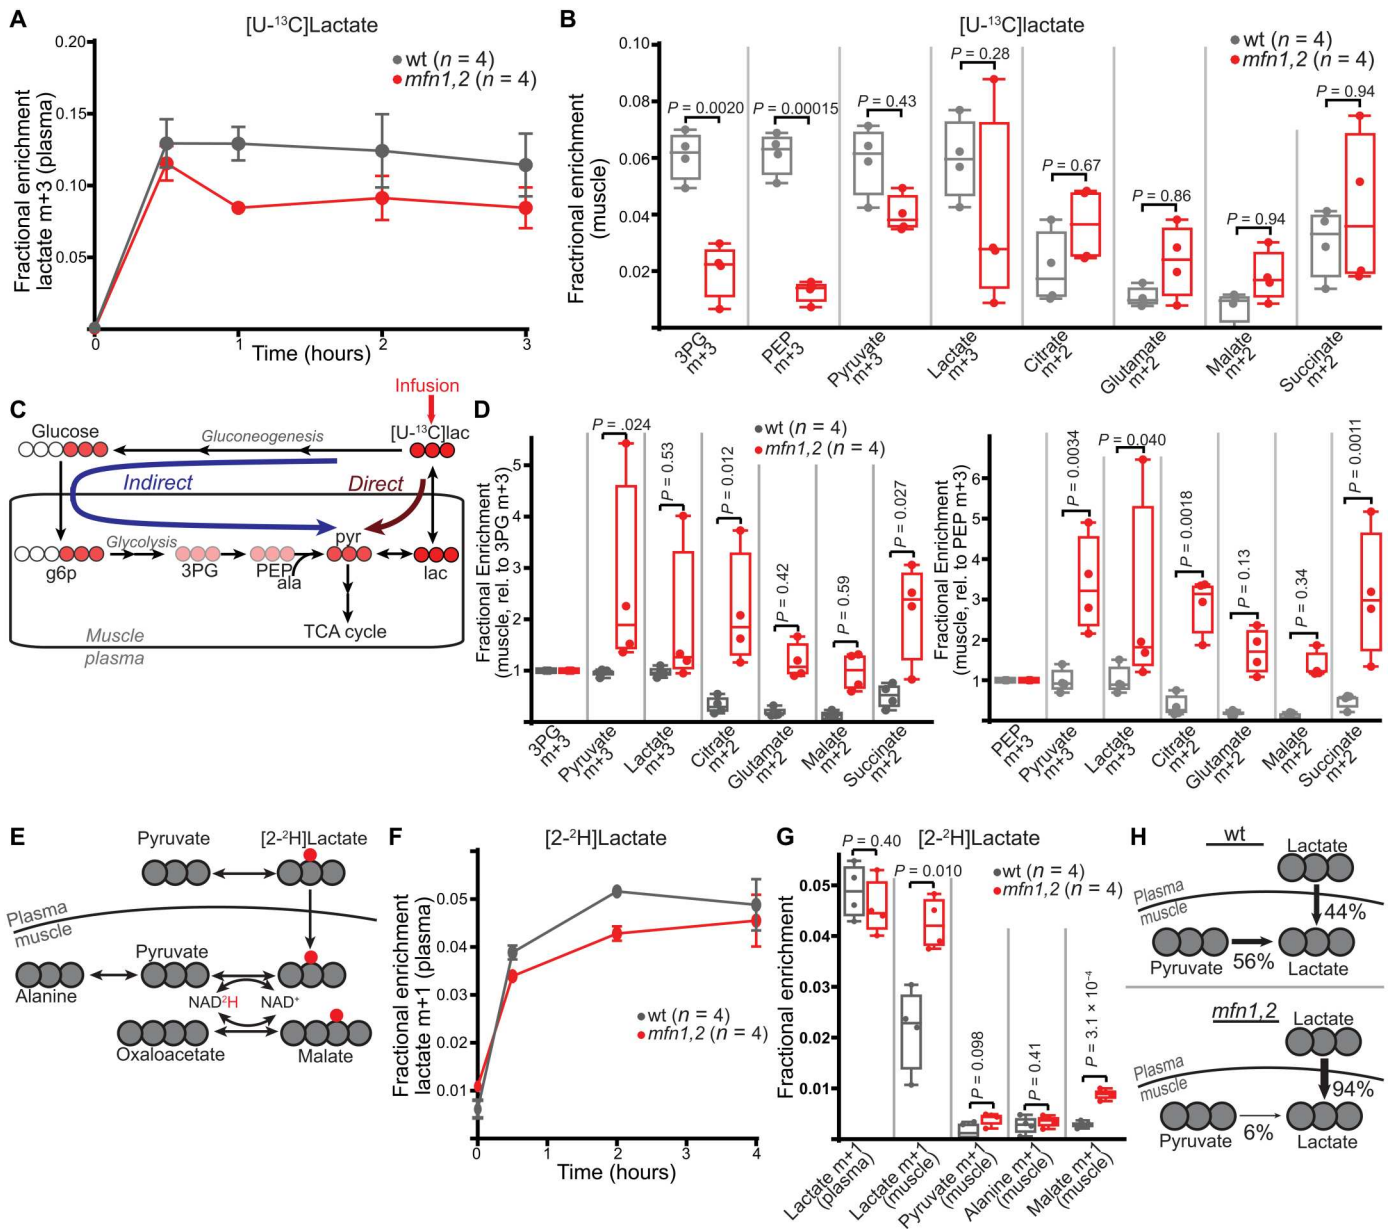 A
[U-¹³C]Lactate
Fractional enrichment
lactate m+3 (plasma)
0.20
0.15
0.10
0.05
wt (n = 4)
mfn1,2 (n = 4)
0
1
2
3
Time (hours)
B
[U-¹³C]lactate
wt (n = 4)
mfn1,2 (n = 4)
Fractrional enrichment
(muscle)
0.10
0.08
0.06
0.04
0.02
P = 0.0020
P = 0.00015
P = 0.43
P = 0.28
P = 0.67
P = 0.86
P = 0.94
P = 0.94
3PG
m+3
PEP
m+3
Pyruvate
m+3
Lactate
m+3
Citrate
m+2
Glutamate
m+2
Malate
m+2
Succinate
m+2
C
Infusion
Glucose
Gluconeogenesis
[U-¹³C]lac
Indirect
Direct
Glycolysis
pyr
g6p
3PG
PEP
ala
lac
TCA cycle
Muscle
plasma
D
wt (n = 4)
mfn1,2 (n = 4)
Fractional Enrichment
(muscle, rel. to 3PG m+3)
5
4
3
2
1
P = .024
P = 0.53
P = 0.012
P = 0.42
P = 0.59
P = 0.027
3PG
m+3
Pyruvate
m+3
Lactate
m+3
Citrate
m+2
Glutamate
m+2
Malate
m+2
Succinate
m+2
Fractional Enrichment
(muscle, rel. to PEP m+3)
6
5
4
3
2
1
P = 0.0034
P = 0.040
P = 0.0018
P = 0.13
P = 0.34
P = 0.0011
PEP
m+3
Pyruvate
m+3
Lactate
m+3
Citrate
m+2
Glutamate
m+2
Malate
m+2
Succinate
m+2
E
Pyruvate
[2-²H]Lactate
Plasma
muscle
Pyruvate
Alanine
NAD²H
NAD⁺
Oxaloacetate
Malate
F
[2-²H]Lactate
Fractional enrichment
lactate m+1 (plasma)
0.05
0.04
0.03
0.02
0.01
wt (n = 4)
mfn1,2 (n = 4)
0
1
2
3
4
Time (hours)
G
[2-²H]Lactate
wt (n = 4)
mfn1,2 (n = 4)
Fractional enrichment
0.05
0.04
0.03
0.02
0.01
P = 0.40
P = 0.010
P = 0.098
P = 0.41
P = 3.1 × 10⁻⁴
Lactate m+1
(plasma)
Lactate m+1
(muscle)
Pyruvate m+1
(muscle)
Alanine m+1
(muscle)
Malate m+1
(muscle)
H
wt
Lactate
Plasma
muscle
44%
Pyruvate
56%
Lactate
mfn1,2
Lactate
Plasma
muscle
94%
Pyruvate
6%
Lactate